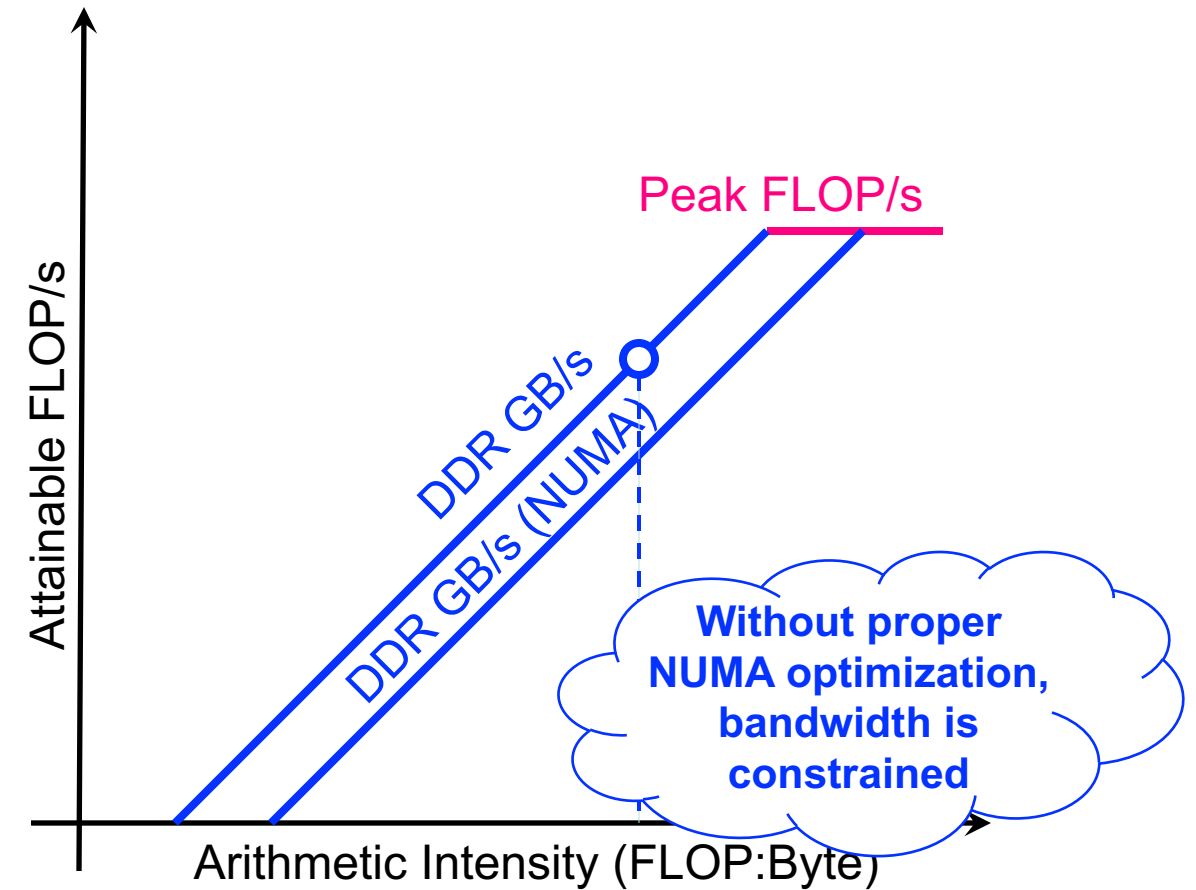 Peak FLOP/s
Attainable FLOP/s
DDR GB/s
DDR GB/s (NUMA)
Without proper
NUMA optimization,
bandwidth is
constrained
Arithmetic Intensity (FLOP:Byte)